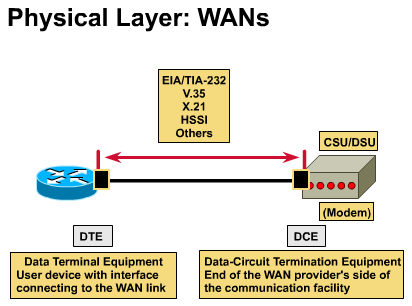 Physical Layer: WANs
EIA/TIA-232
V.35
X.21
HSSI
Others
CSU/DSU
(Modem)
DTE
DCE
Data Terminal Equipment
User device with interface
connecting to the WAN link
Data-Circuit Termination Equipment
End of the WAN provider's side of
the communication facility